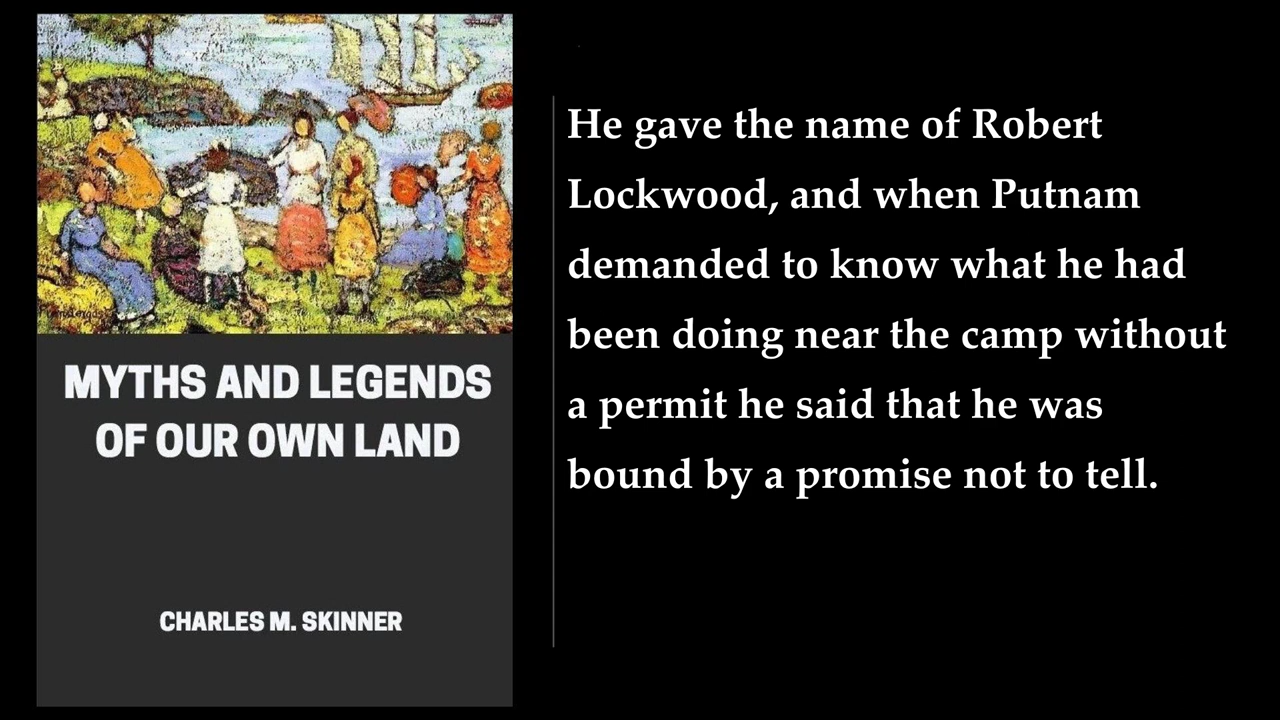 MYTHS AND LEGENDS
OF OUR OWN LAND
CHARLES M. SKINNER
He gave the name of Robert
Lockwood, and when Putnam
demanded to know what he had
been doing near the camp without
a permit he said that he was
bound by a promise not to tell.